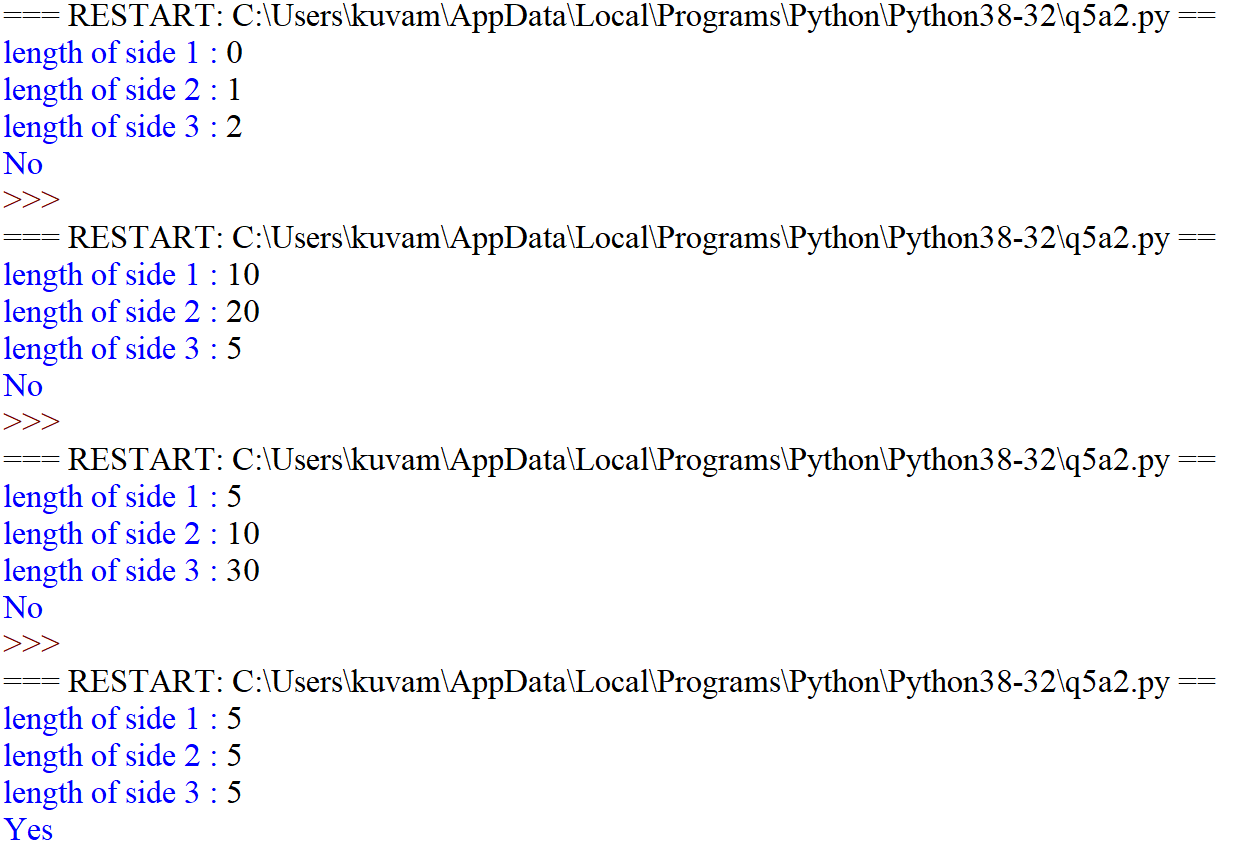 === RESTART: C:\Users\kuvam\AppData\Local\Programs\Python\Python38-32\q5a2.py ==
length of side 1 : 0
length of side 2 : 1
length of side 3 : 2
No
>>>
=== RESTART: C:\Users\kuvam\AppData\Local\Programs\Python\Python38-32\q5a2.py ==
length of side 1 : 10
length of side 2 : 20
length of side 3 : 5
No
>>>
=== RESTART: C:\Users\kuvam\AppData\Local\Programs\Python\Python38-32\q5a2.py ==
length of side 1 : 5
length of side 2 : 10
length of side 3 : 30
No
>>>
=== RESTART: C:\Users\kuvam\AppData\Local\Programs\Python\Python38-32\q5a2.py ==
length of side 1 : 5
length of side 2 : 5
length of side 3 : 5
Yes